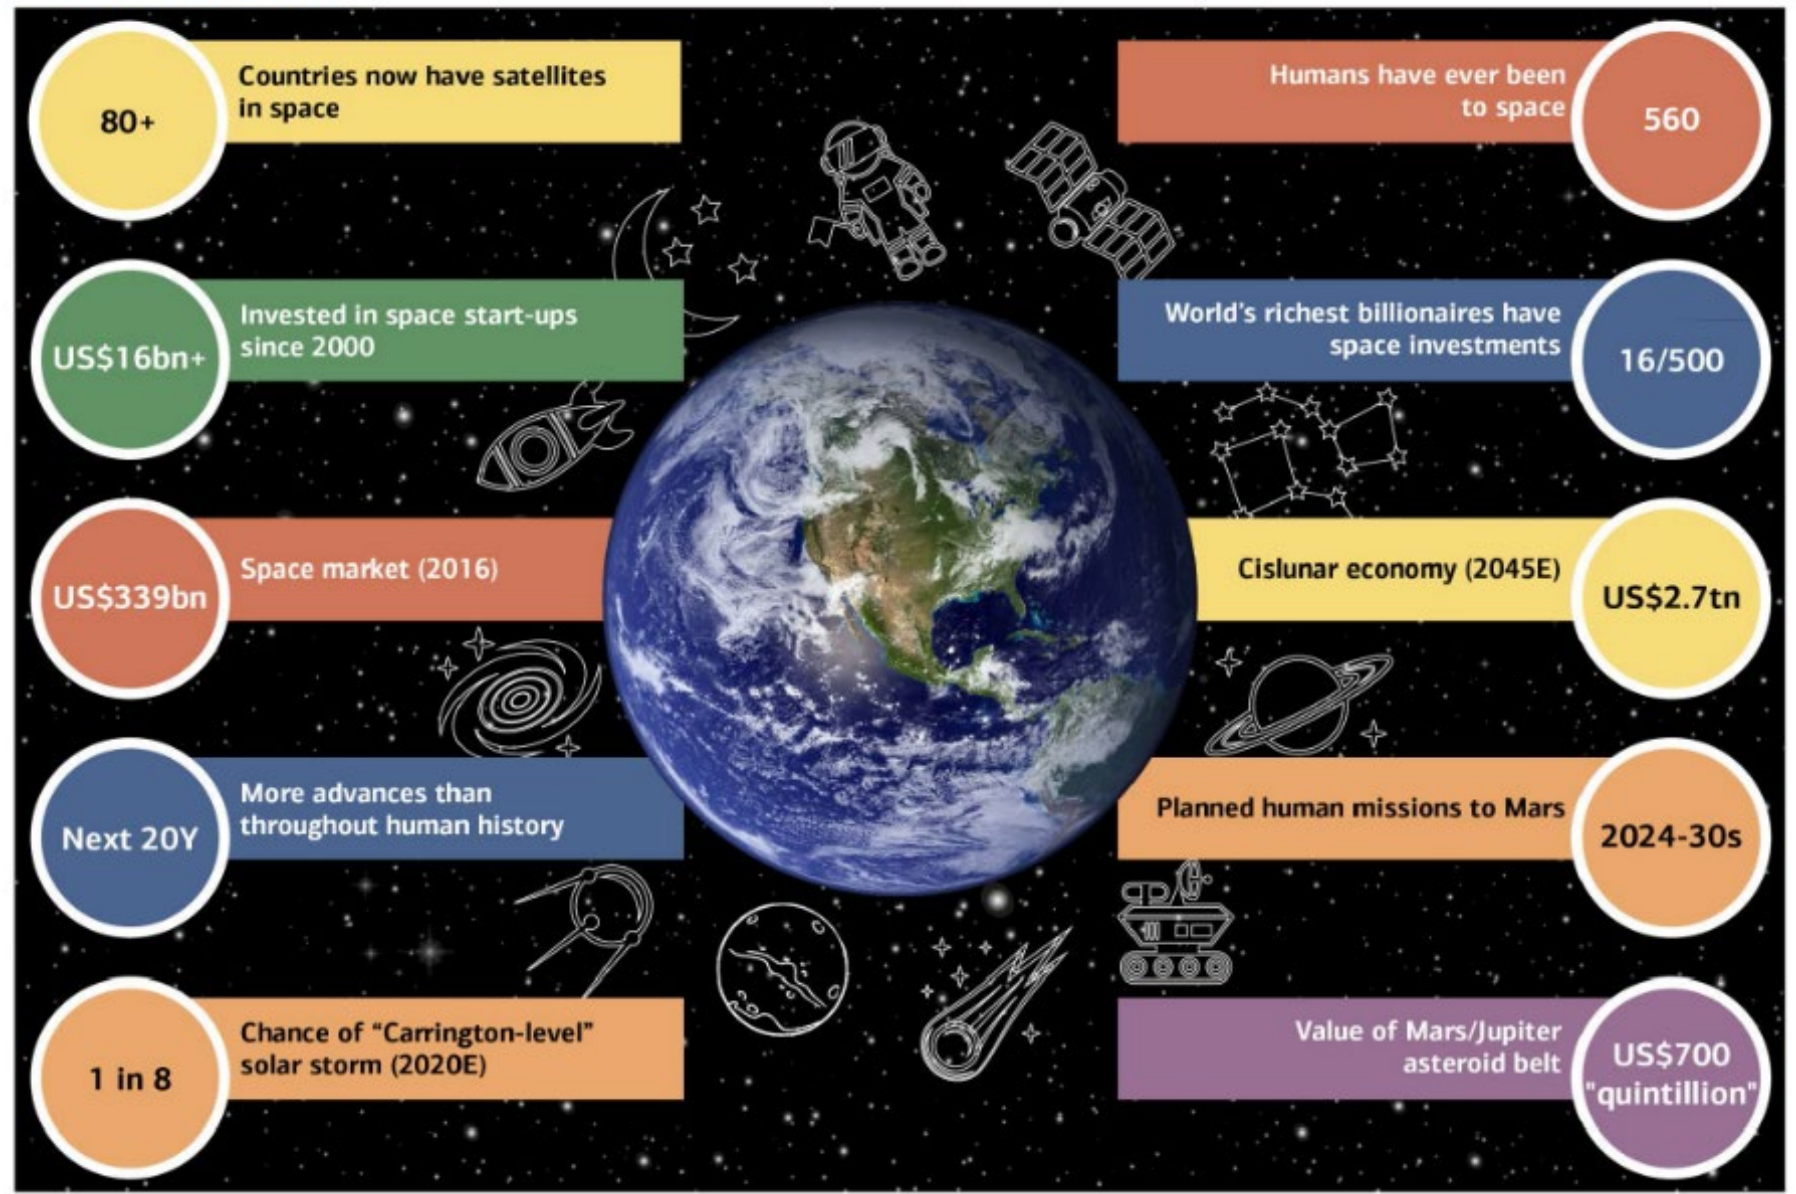 80+
Countries now have satellites
in space
Humans have ever been
to space
560
US$16bn+
Invested in space start-ups
since 2000
World's richest billionaires have
space investments
16/500
US$339bn
Space market (2016)
Cislunar economy (2045E)
US$2.7tn
Next 20Y
More advances than
throughout human history
Planned human missions to Mars
2024-30s
1 in 8
Chance of “Carrington-level”
solar storm (2020E)
Value of Mars/Jupiter
asteroid belt
US$700
"quintillion"